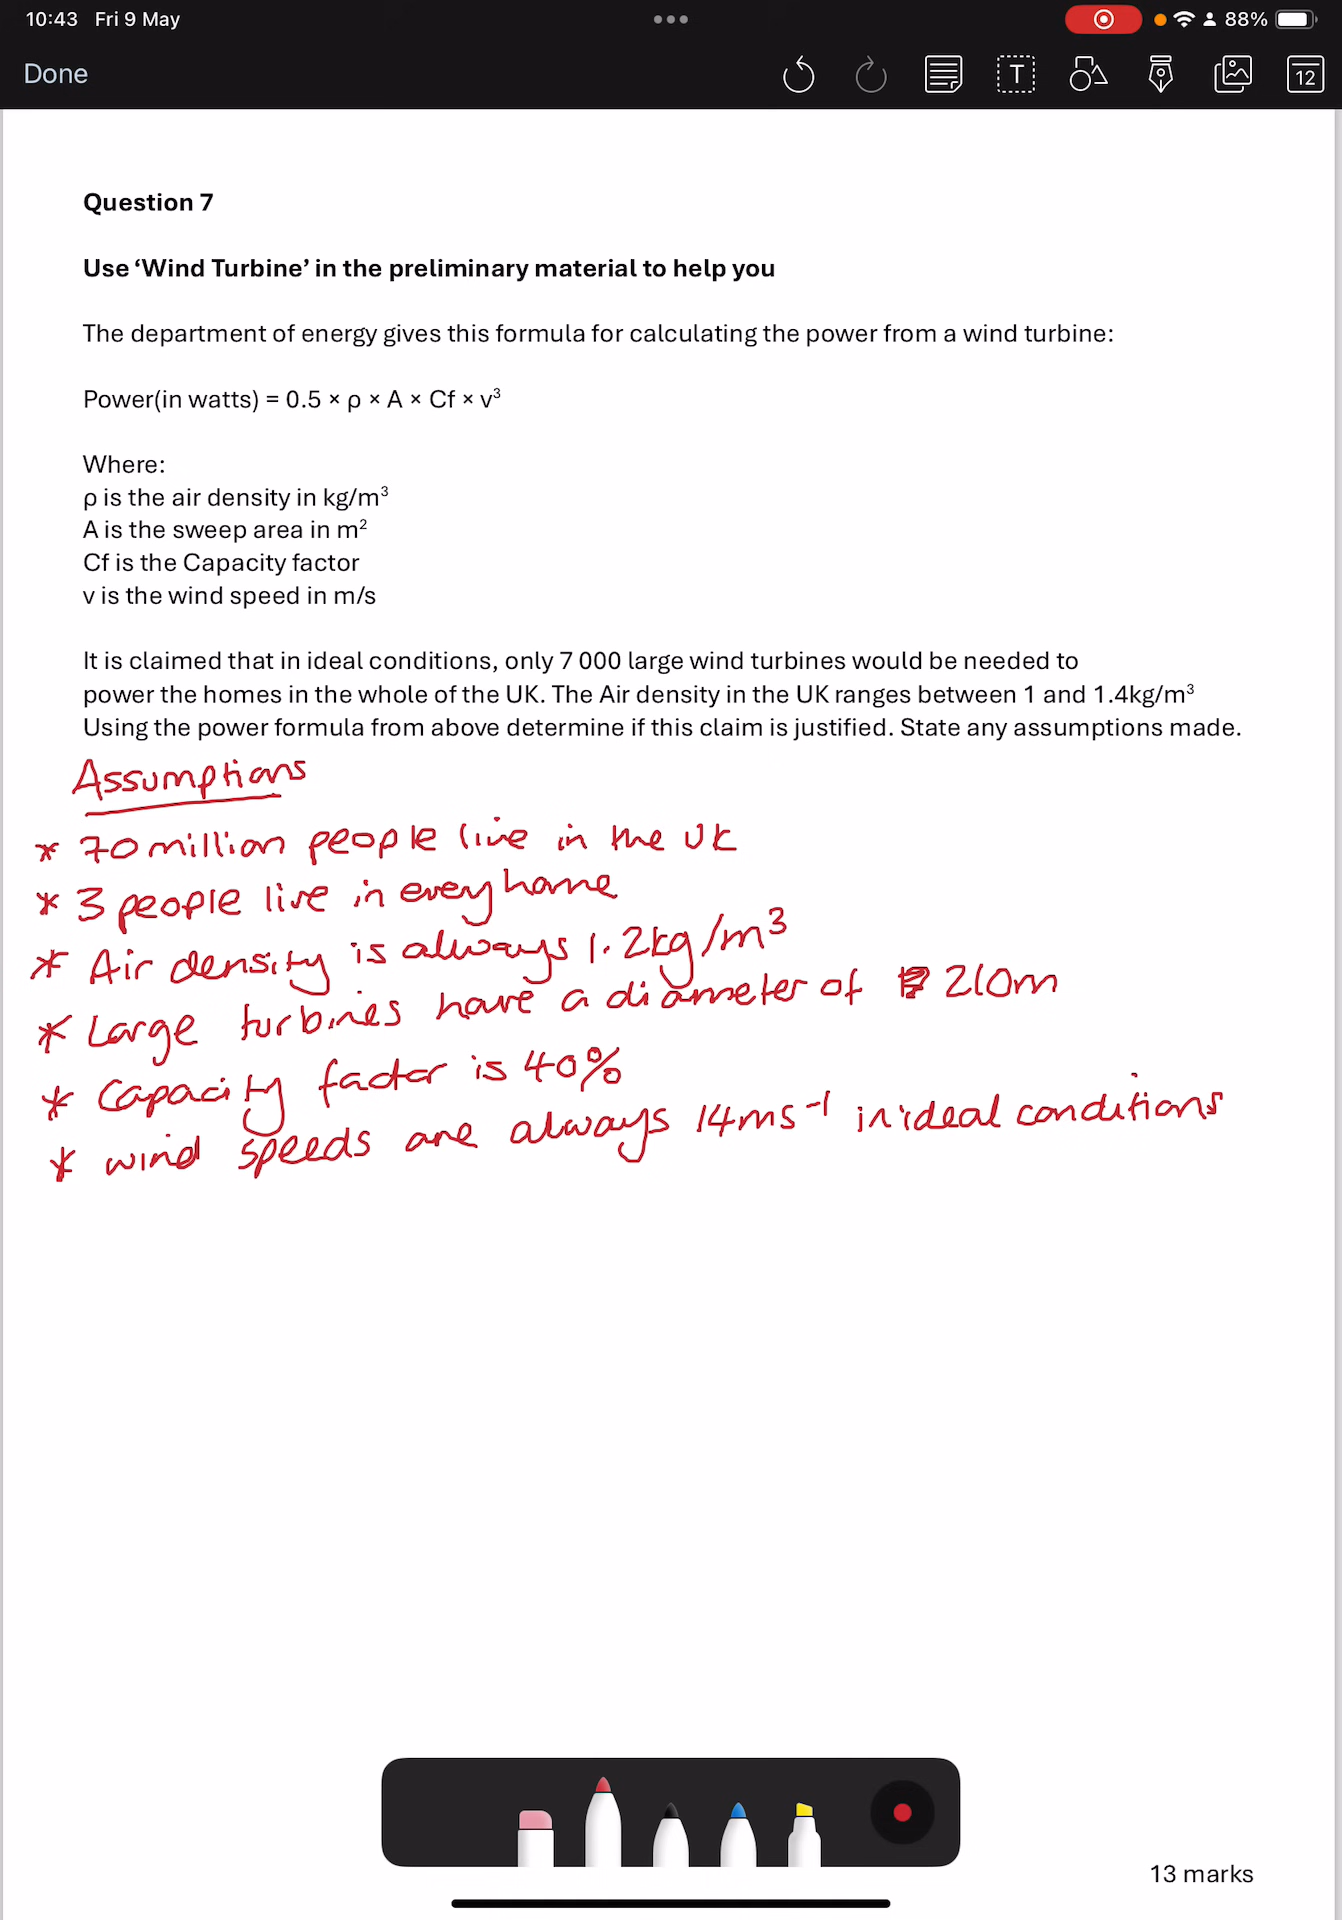 10:43 Fri 9 May
88%
Done
T
12
Question 7
Use ‘Wind Turbine’ in the preliminary material to help you
The department of energy gives this formula for calculating the power from a wind turbine:
Power(in watts) = 0.5 × ρ × A × Cf × v³
Where:
ρ is the air density in kg/m³
A is the sweep area in m²
Cf is the Capacity factor
v is the wind speed in m/s
It is claimed that in ideal conditions, only 7 000 large wind turbines would be needed to
power the homes in the whole of the UK. The Air density in the UK ranges between 1 and 1.4kg/m³
Using the power formula from above determine if this claim is justified. State any assumptions made.
Assumptions
* 70 million people live in the UK
* 3 people live in every home
* Air density is always 1.2kg/m³
* Large turbines have a diameter of 210m
* Capacity factor is 40%
* wind speeds are always 14ms⁻¹ in ideal conditions
13 marks